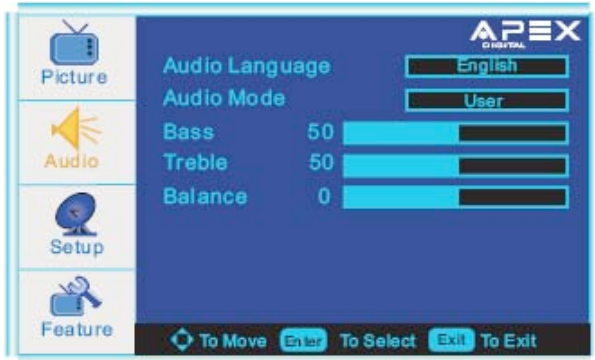 APEX
DIGITAL
Picture
Audio
Setup
Feature
Audio Language English
Audio Mode User
Bass 50
Treble 50
Balance 0
To Move Enter To Select Exit To Exit